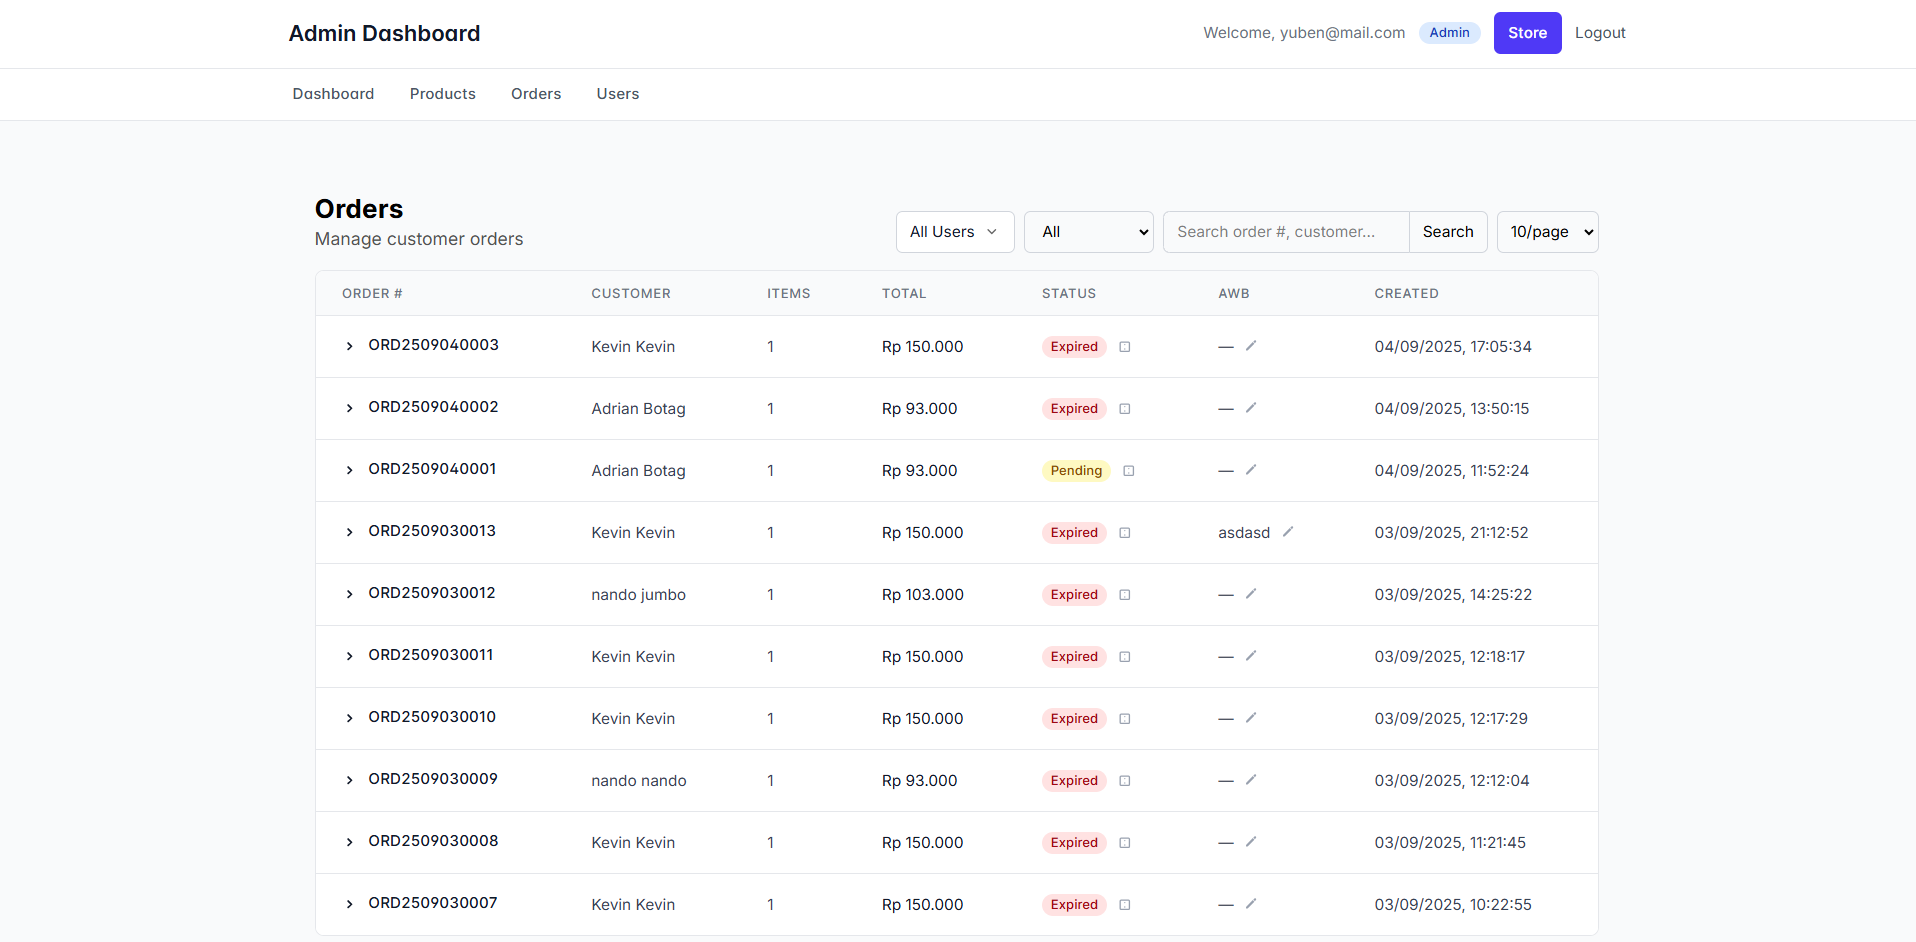 Admin Dashboard
Welcome, yuben@mail.com Admin Store Logout
Dashboard Products Orders Users
Orders
Manage customer orders
All Users All Search order #, customer... Search 10/page
ORDER # CUSTOMER ITEMS TOTAL STATUS AWB CREATED
ORD2509040003 Kevin Kevin 1 Rp 150.000 Expired — 04/09/2025, 17:05:34
ORD2509040002 Adrian Botag 1 Rp 93.000 Expired — 04/09/2025, 13:50:15
ORD2509040001 Adrian Botag 1 Rp 93.000 Pending — 04/09/2025, 11:52:24
ORD2509030013 Kevin Kevin 1 Rp 150.000 Expired asdasd 03/09/2025, 21:12:52
ORD2509030012 nando jumbo 1 Rp 103.000 Expired — 03/09/2025, 14:25:22
ORD2509030011 Kevin Kevin 1 Rp 150.000 Expired — 03/09/2025, 12:18:17
ORD2509030010 Kevin Kevin 1 Rp 150.000 Expired — 03/09/2025, 12:17:29
ORD2509030009 nando nando 1 Rp 93.000 Expired — 03/09/2025, 12:12:04
ORD2509030008 Kevin Kevin 1 Rp 150.000 Expired — 03/09/2025, 11:21:45
ORD2509030007 Kevin Kevin 1 Rp 150.000 Expired — 03/09/2025, 10:22:55